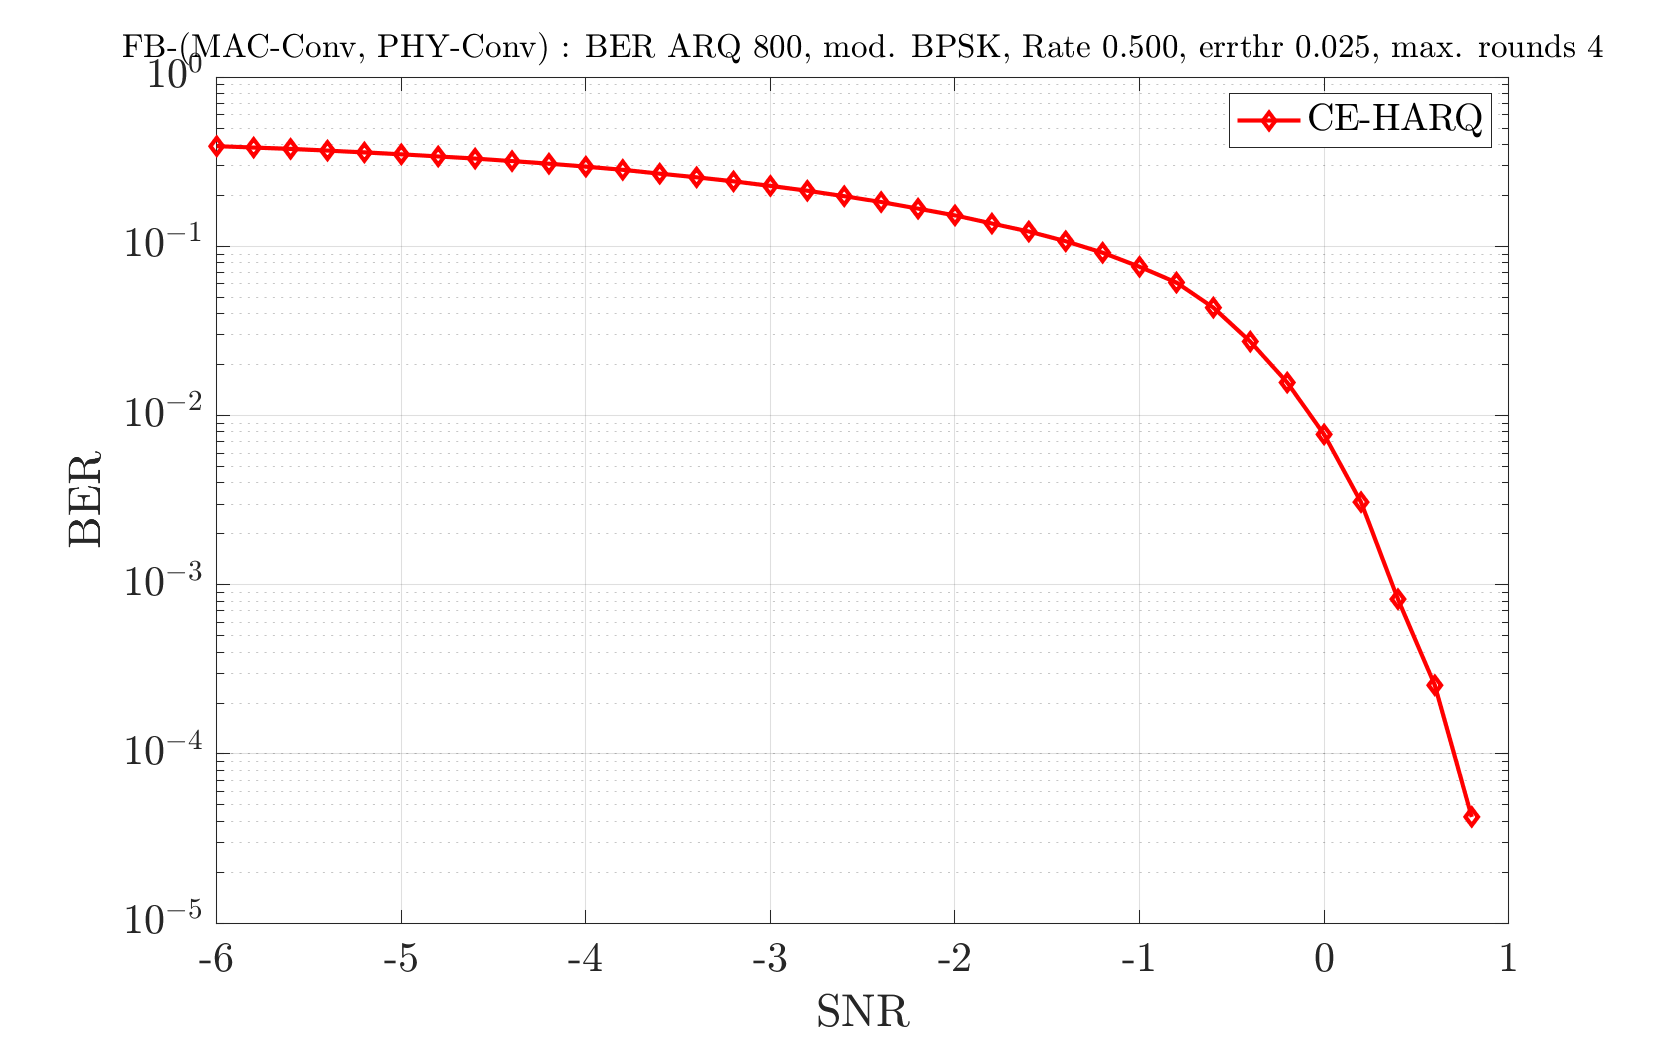 FB-(MAC-Conv, PHY-Conv) : BER ARQ 800, mod. BPSK, Rate 0.500, errthr 0.025, max. rounds 4
10^0
CE-HARQ
10^−1
10^−2
BER
10^−3
10^−4
10^−5
-6 -5 -4 -3 -2 -1 0 1
SNR